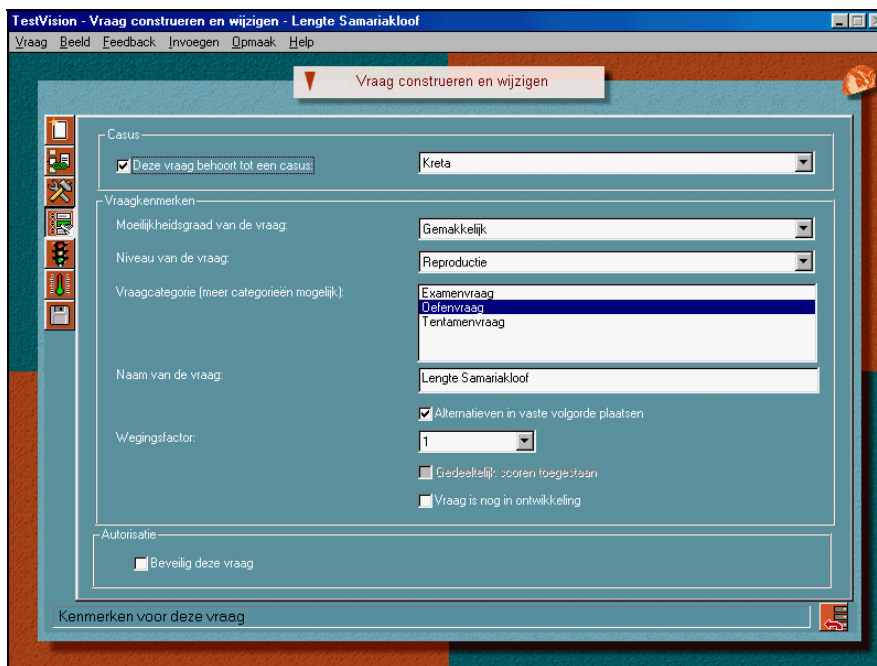 TestVision - Vraag construeren en wijzigen - Lengte Samariakloof
Vraag Beeld Feedback Invoegen Opmaak Help
Vraag construeren en wijzigen
Casus
Deze vraag behoort tot een casus: Kreta
Vraagkenmerken
Moeilijkheidsgraad van de vraag: Gemakkelijk
Niveau van de vraag: Reproductie
Vraagcategorie (meer categorieën mogelijk): Examenvraag
Oefenvraag
Tentamenvraag
Naam van de vraag: Lengte Samariakloof
Alternatieven in vaste volgorde plaatsen
Wegingsfactor: 1
Gedeeltelijk scoren toegestaan
Vraag is nog in ontwikkeling
Autorisatie
Beveilig deze vraag
Kenmerken voor deze vraag